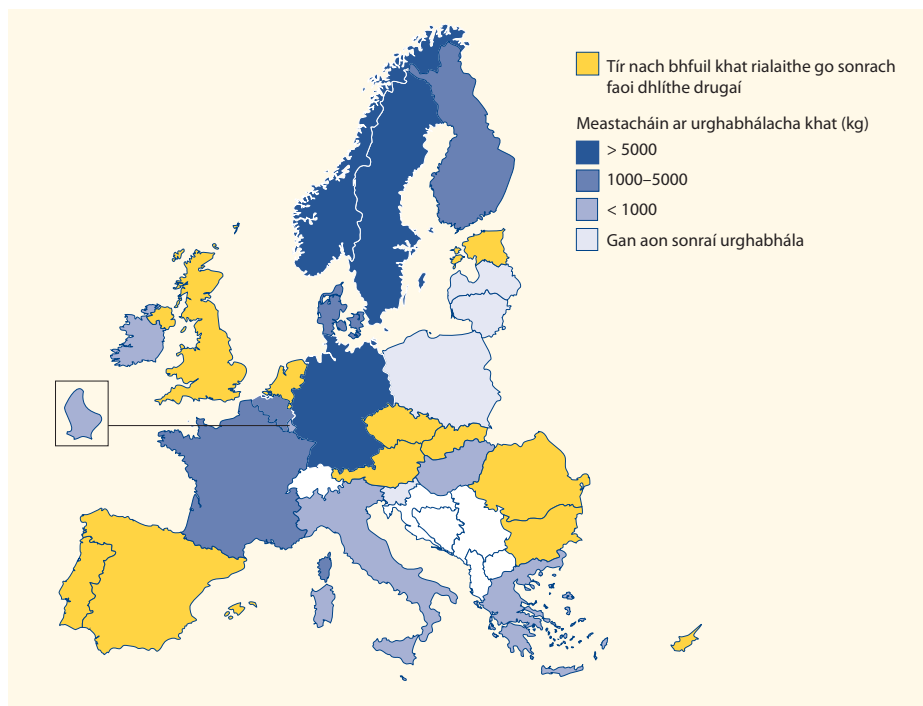 Tír nach bhfuil khat rialaithe go sonrach
faoi dhlíthe drugaí
Meastacháin ar urghabhálacha khat (kg)
> 5000
1000–5000
< 1000
Gan aon sonraí urghabhála